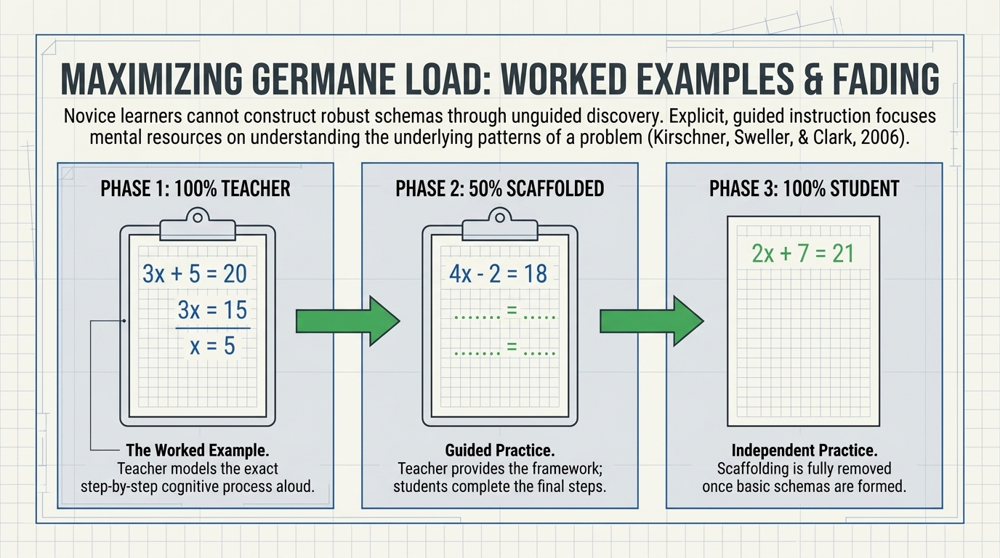 MAXIMIZING GERMANE LOAD: WORKED EXAMPLES & FADING
Novice learners cannot construct robust schemas through unguided discovery. Explicit, guided instruction focuses
mental resources on understanding the underlying patterns of a problem (Kirschner, Sweller, & Clark, 2006).
PHASE 1: 100% TEACHER
3x + 5 = 20
3x = 15
x = 5
The Worked Example.
Teacher models the exact
step-by-step cognitive process aloud.
PHASE 2: 50% SCAFFOLDED
4x - 2 = 18
....... = .....
....... = .....
Guided Practice.
Teacher provides the framework;
students complete the final steps.
PHASE 3: 100% STUDENT
2x + 7 = 21
Independent Practice.
Scaffolding is fully removed
once basic schemas are formed.